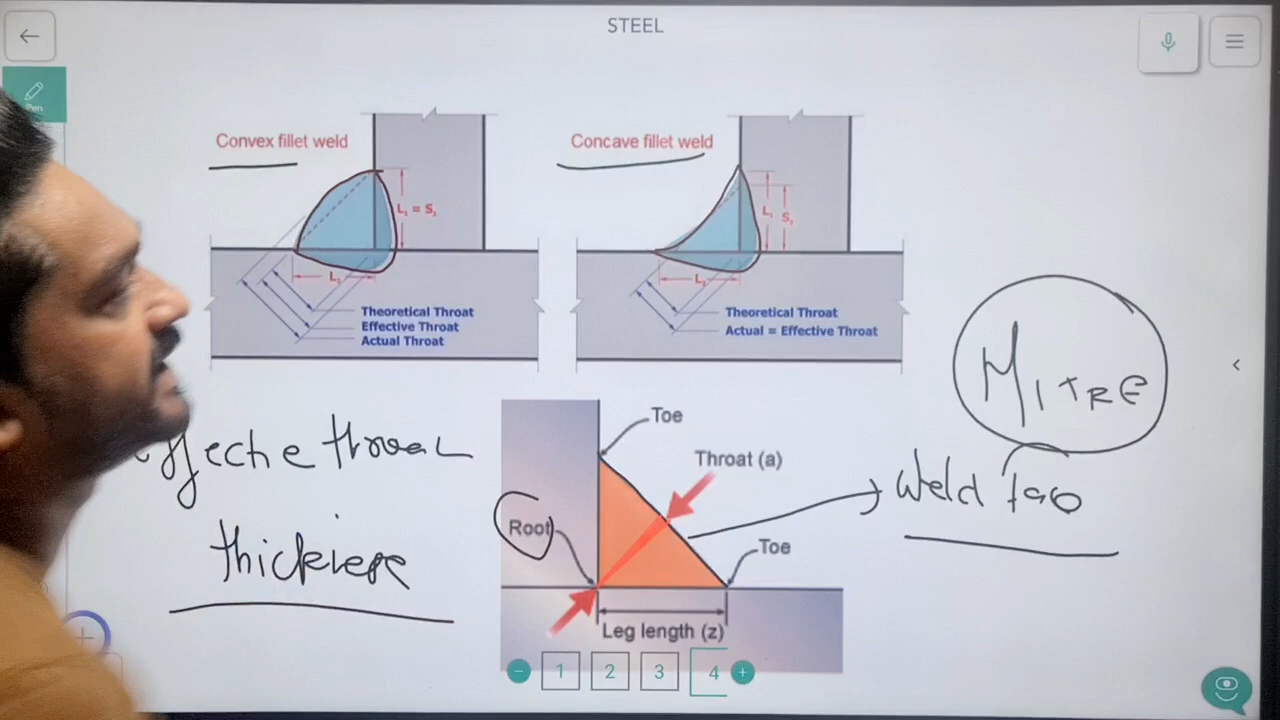 STEEL
Pen
Convex fillet weld
L₁ = S₁
L₂
Theoretical Throat
Effective Throat
Actual Throat
Concave fillet weld
L₁
S₁
L₂
Theoretical Throat
Actual = Effective Throat
MITRE
throat
thickness
Toe
Throat (a)
Root
Toe
Leg length (z)
Weld face
1
2
3
4